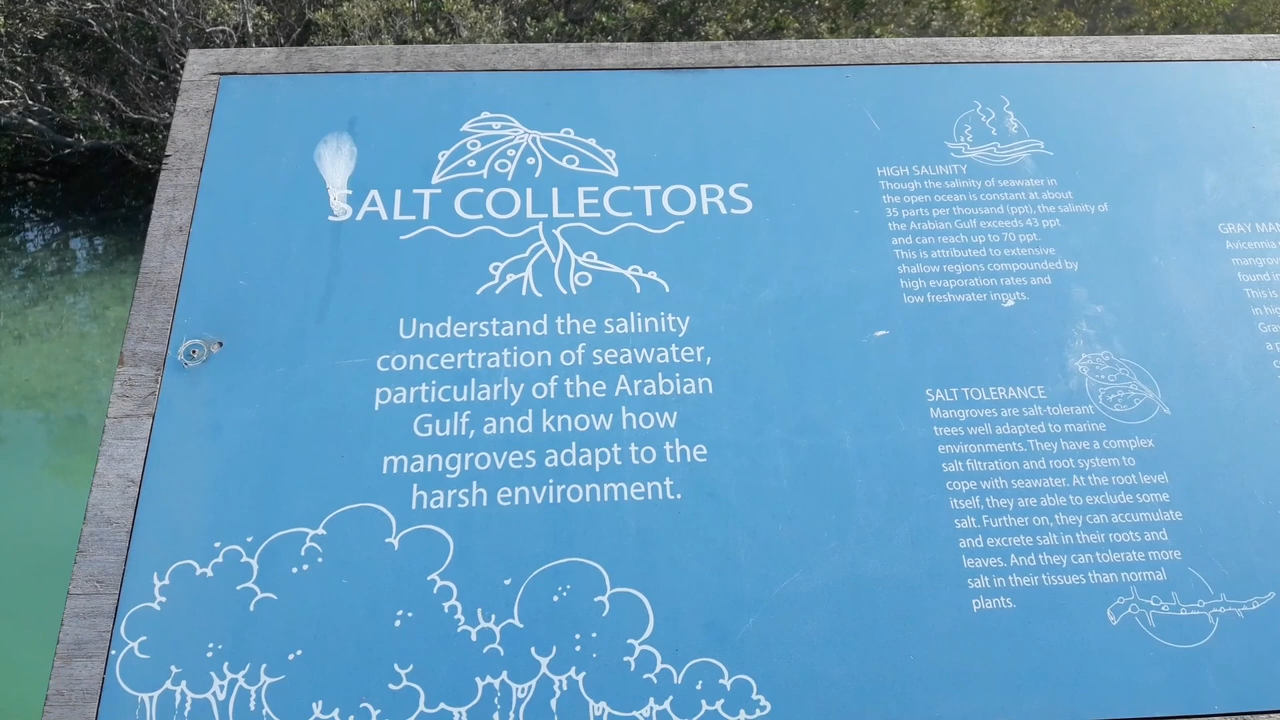 SALT COLLECTORS
Understand the salinity
concertration of seawater,
particularly of the Arabian
Gulf, and know how
mangroves adapt to the
harsh environment.
HIGH SALINITY
Though the salinity of seawater in
the open ocean is constant at about
35 parts per thousand (ppt), the salinity of
the Arabian Gulf exceeds 43 ppt
and can reach up to 70 ppt.
This is attributed to extensive
shallow regions compounded by
high evaporation rates and
low freshwater inputs.
SALT TOLERANCE
Mangroves are salt-tolerant
trees well adapted to marine
environments. They have a complex
salt filtration and root system to
cope with seawater. At the root level
itself, they are able to exclude some
salt. Further on, they can accumulate
and excrete salt in their roots and
leaves. And they can tolerate more
salt in their tissues than normal
plants.
GRAY
Avicennia
found
This is